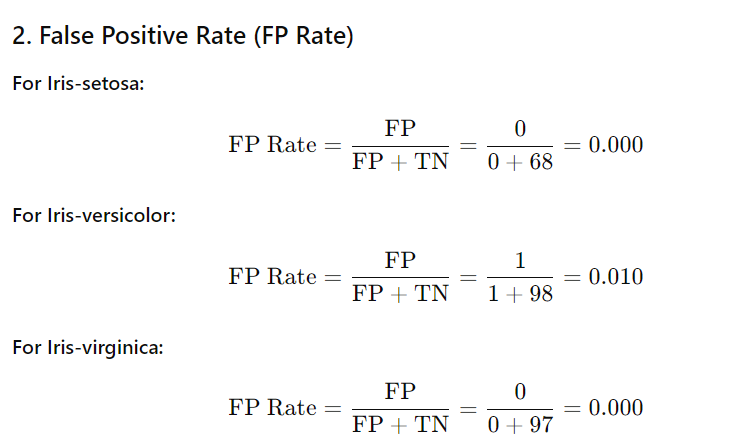 2. False Positive Rate (FP Rate)
For Iris-setosa:
FP Rate = FP / (FP + TN) = 0 / (0 + 68) = 0.000
For Iris-versicolor:
FP Rate = FP / (FP + TN) = 1 / (1 + 98) = 0.010
For Iris-virginica:
FP Rate = FP / (FP + TN) = 0 / (0 + 97) = 0.000